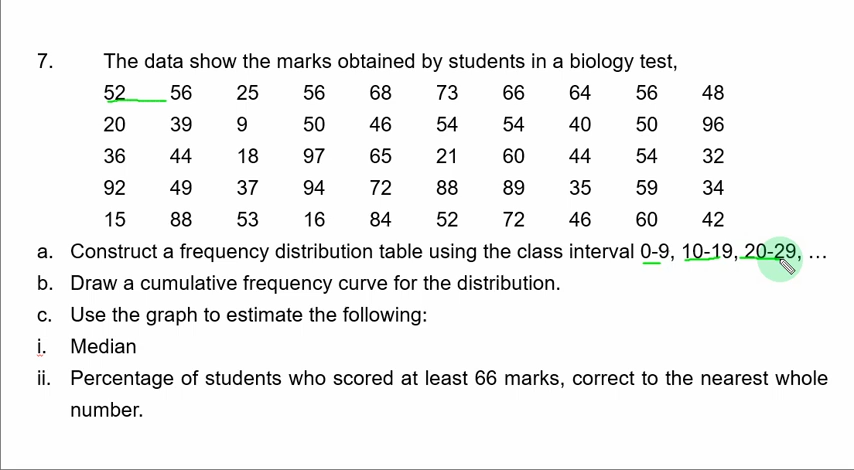 7. The data show the marks obtained by students in a biology test,
52 56 25 56 68 73 66 64 56 48
20 39 9 50 46 54 54 40 50 96
36 44 18 97 65 21 60 44 54 32
92 49 37 94 72 88 89 35 59 34
15 88 53 16 84 52 72 46 60 42
a. Construct a frequency distribution table using the class interval 0-9, 10-19, 20-29, ...
b. Draw a cumulative frequency curve for the distribution.
c. Use the graph to estimate the following:
i. Median
ii. Percentage of students who scored at least 66 marks, correct to the nearest whole
number.